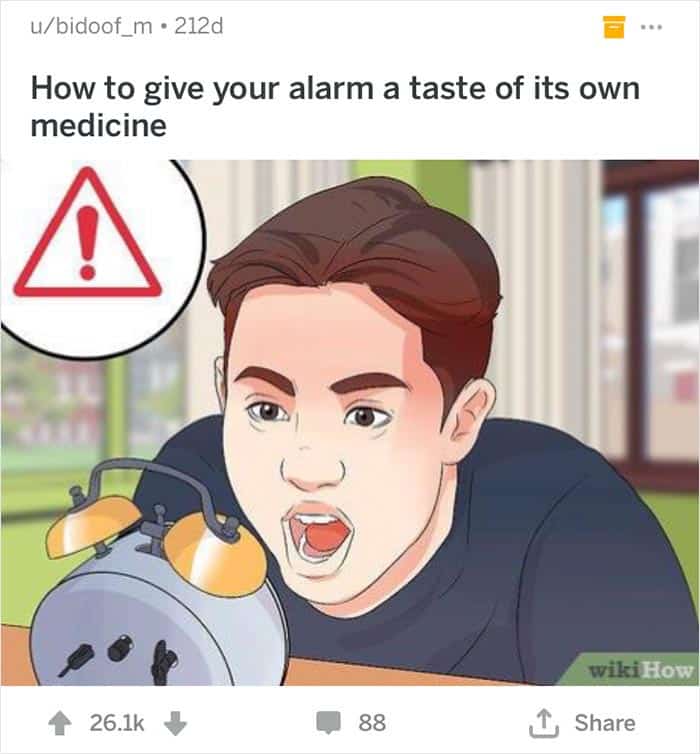 u/bidoof_m • 212d
How to give your alarm a taste of its own
medicine
wikiHow
26.1k
88
Share